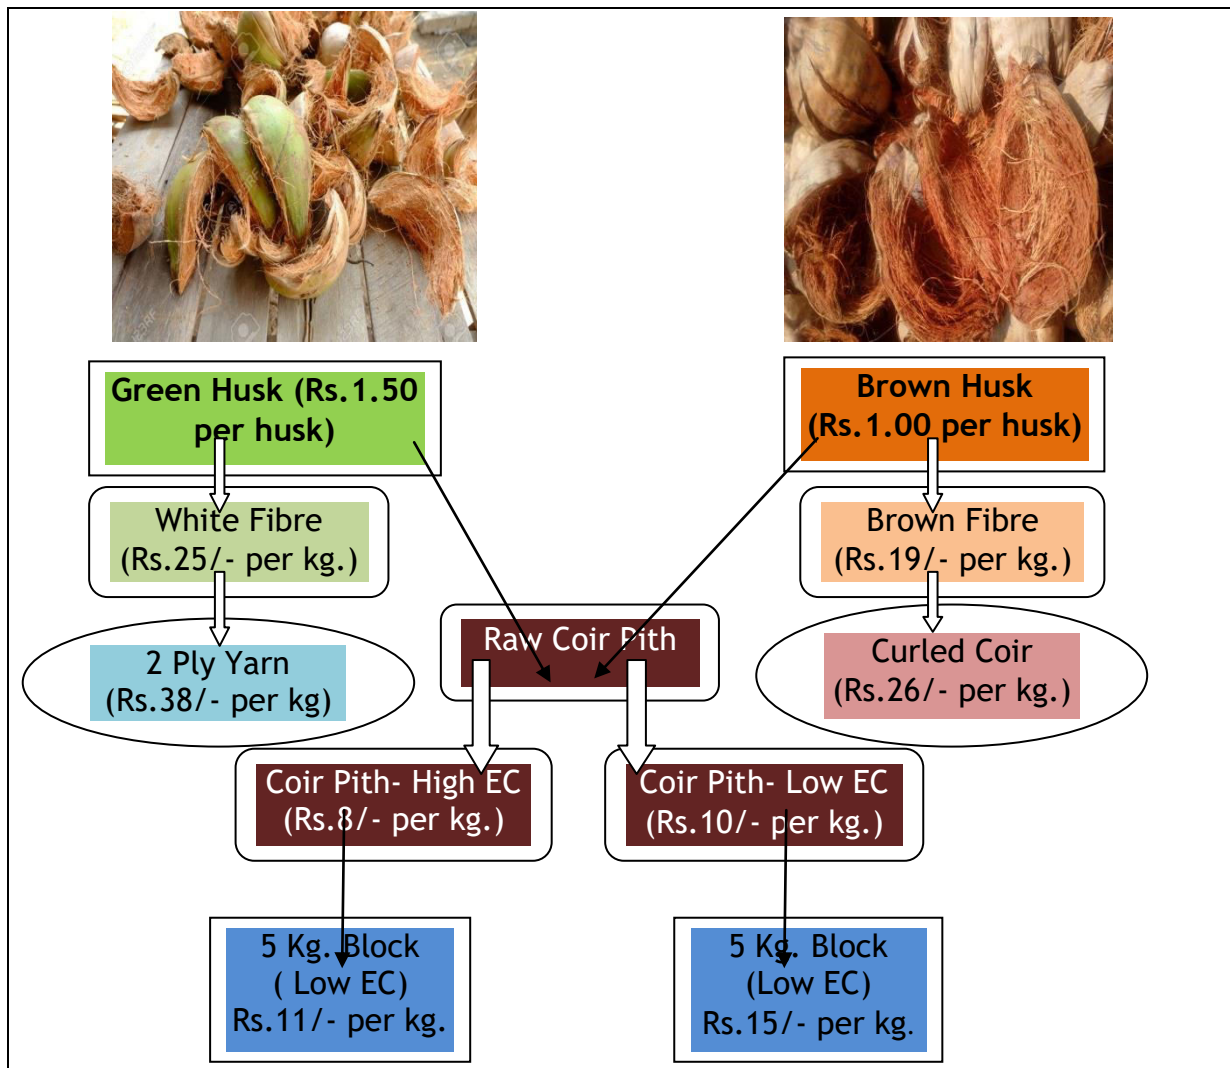 Green Husk (Rs.1.50
per husk)
Brown Husk
(Rs.1.00 per husk)
White Fibre
(Rs.25/- per kg.)
Brown Fibre
(Rs.19/- per kg.)
2 Ply Yarn
(Rs.38/- per kg)
Raw Coir Pith
Curled Coir
(Rs.26/- per kg.)
Coir Pith- High EC
(Rs.8/- per kg.)
Coir Pith- Low EC
(Rs.10/- per kg.)
5 Kg. Block
( Low EC)
Rs.11/- per kg.
5 Kg. Block
(Low EC)
Rs.15/- per kg.